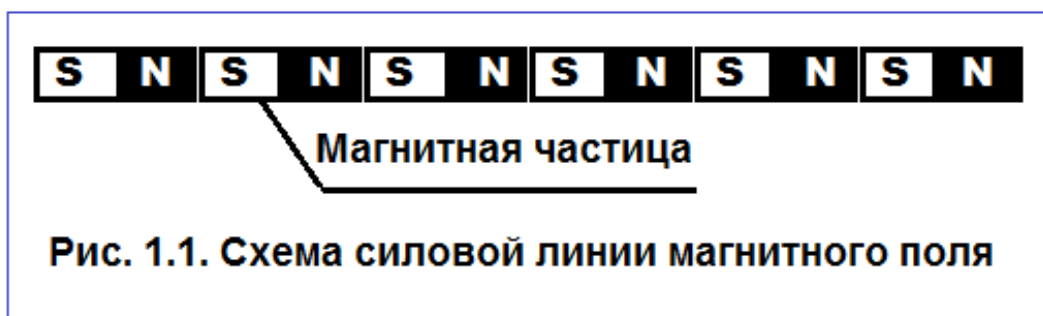 S N S N S N S N S N S N
Магнитная частица
Рис. 1.1. Схема силовой линии магнитного поля